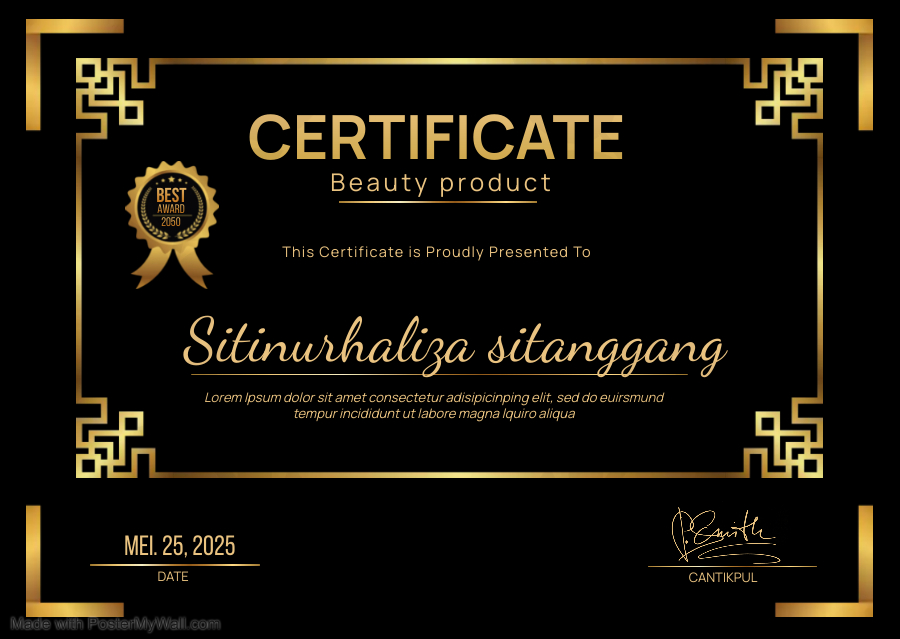 CERTIFICATE
Beauty product
BEST
AWARD
2050
This Certificate is Proudly Presented To
Sitinurhaliza sitanggang
Lorem Ipsum dolor sit amet consectetur adisipicinping elit, sed do euirsmund
tempur incididunt ut labore magna lquiro aliqua
MEI. 25, 2025
DATE
P.Smith
CANTIKPUL
Made with PosterMyWall.com